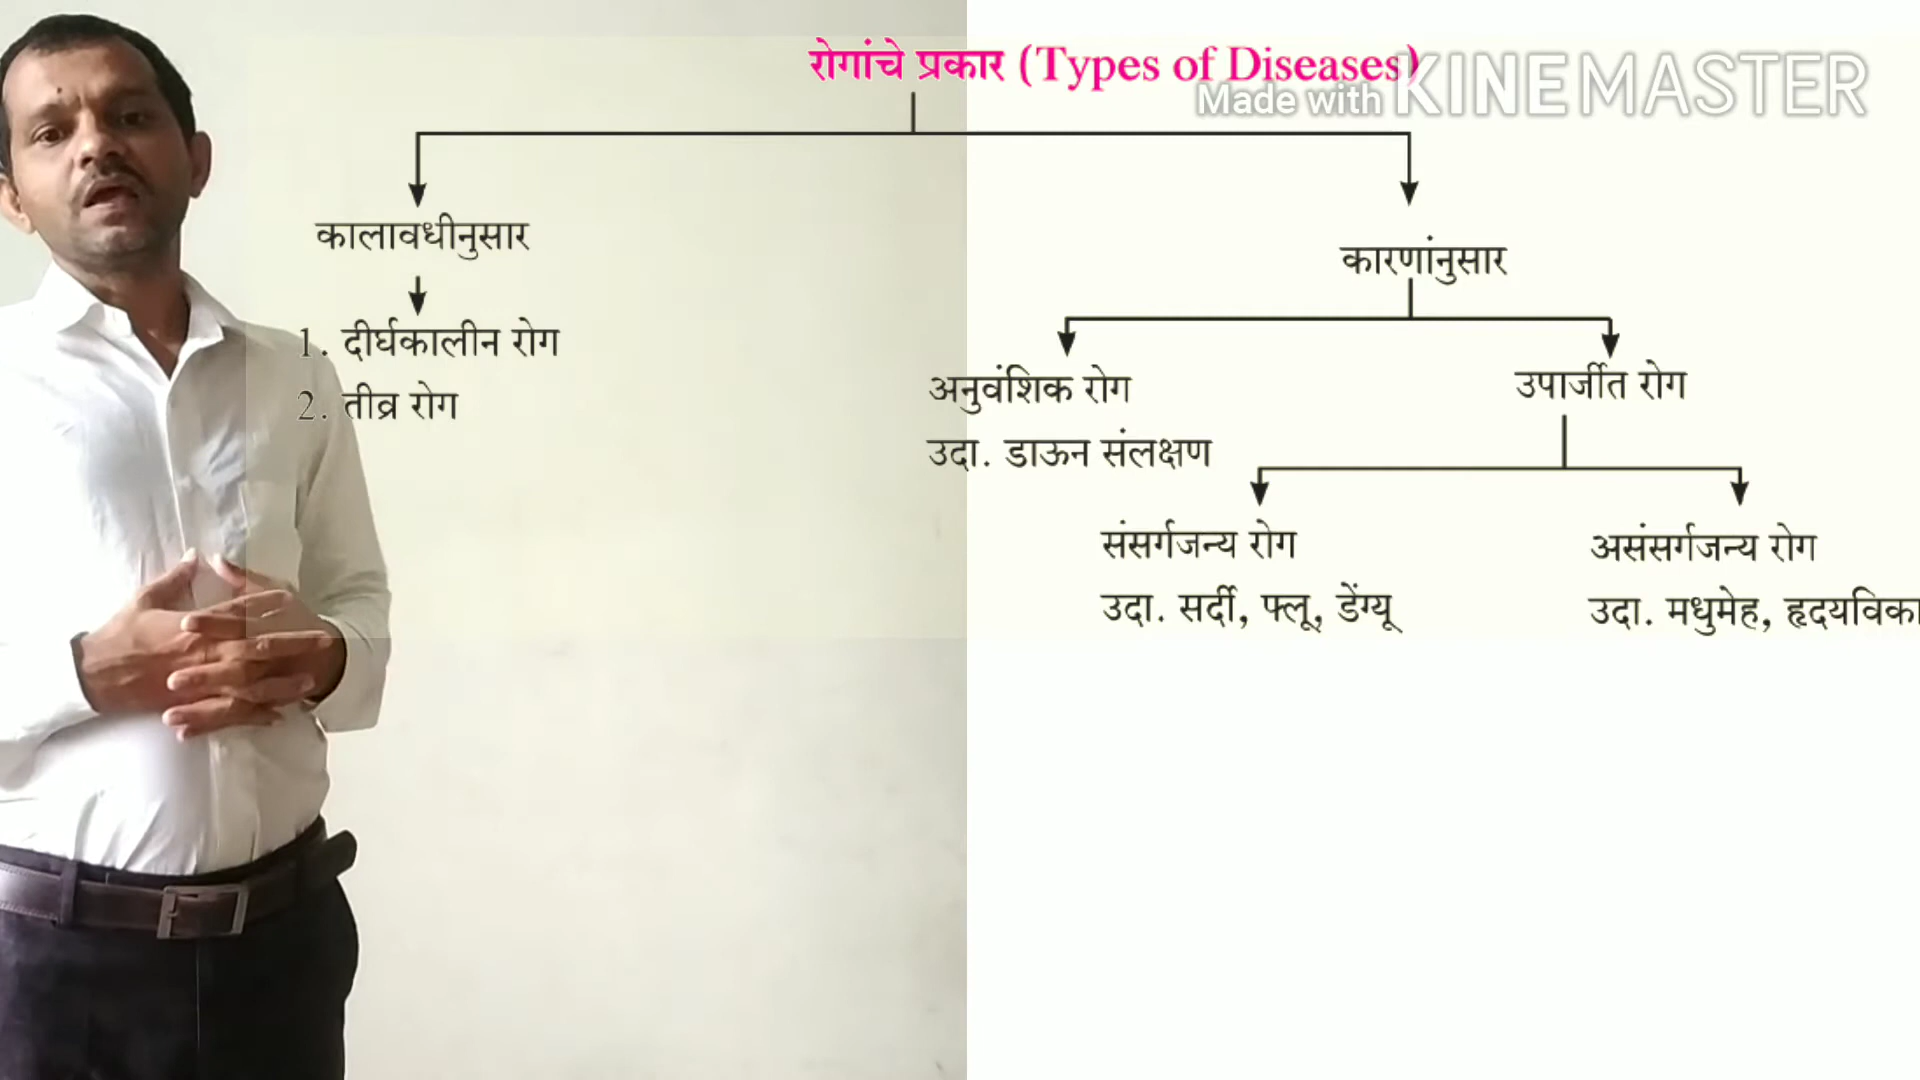 रोगांचे प्रकार (Types of Diseases)
Made with KINEMASTER
कालावधीनुसार
1. दीर्घकालीन रोग
2. तीव्र रोग
कारणांनुसार
अनुवंशिक रोग
उदा. डाऊन संलक्षण
उपार्जीत रोग
संसर्गजन्य रोग
उदा. सर्दी, फ्लू, डेंग्यू
असंसर्गजन्य रोग
उदा. मधुमेह,